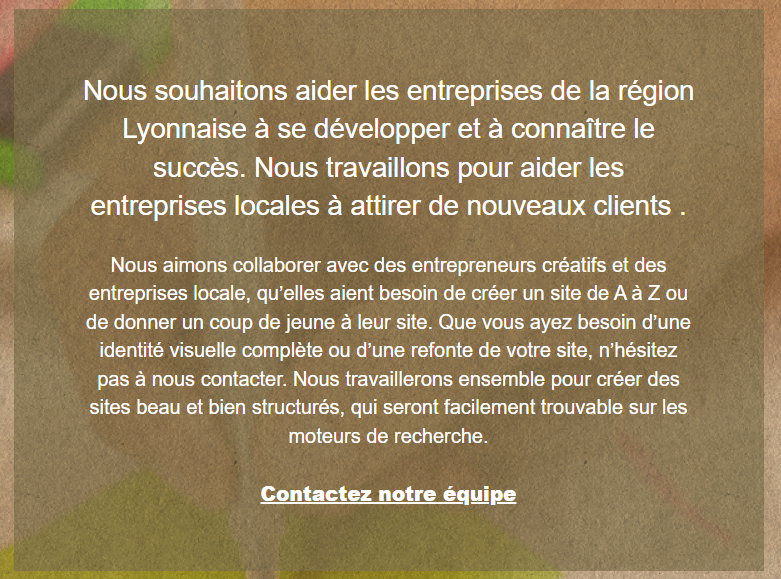 Nous souhaitons aider les entreprises de la région
Lyonnaise à se développer et à connaître le
succès. Nous travaillons pour aider les
entreprises locales à attirer de nouveaux clients .
Nous aimons collaborer avec des entrepreneurs créatifs et des
entreprises locale, qu’elles aient besoin de créer un site de A à Z ou
de donner un coup de jeune à leur site. Que vous ayez besoin d’une
identité visuelle complète ou d’une refonte de votre site, n’hésitez
pas à nous contacter. Nous travaillerons ensemble pour créer des
sites beau et bien structurés, qui seront facilement trouvable sur les
moteurs de recherche.
Contactez notre équipe